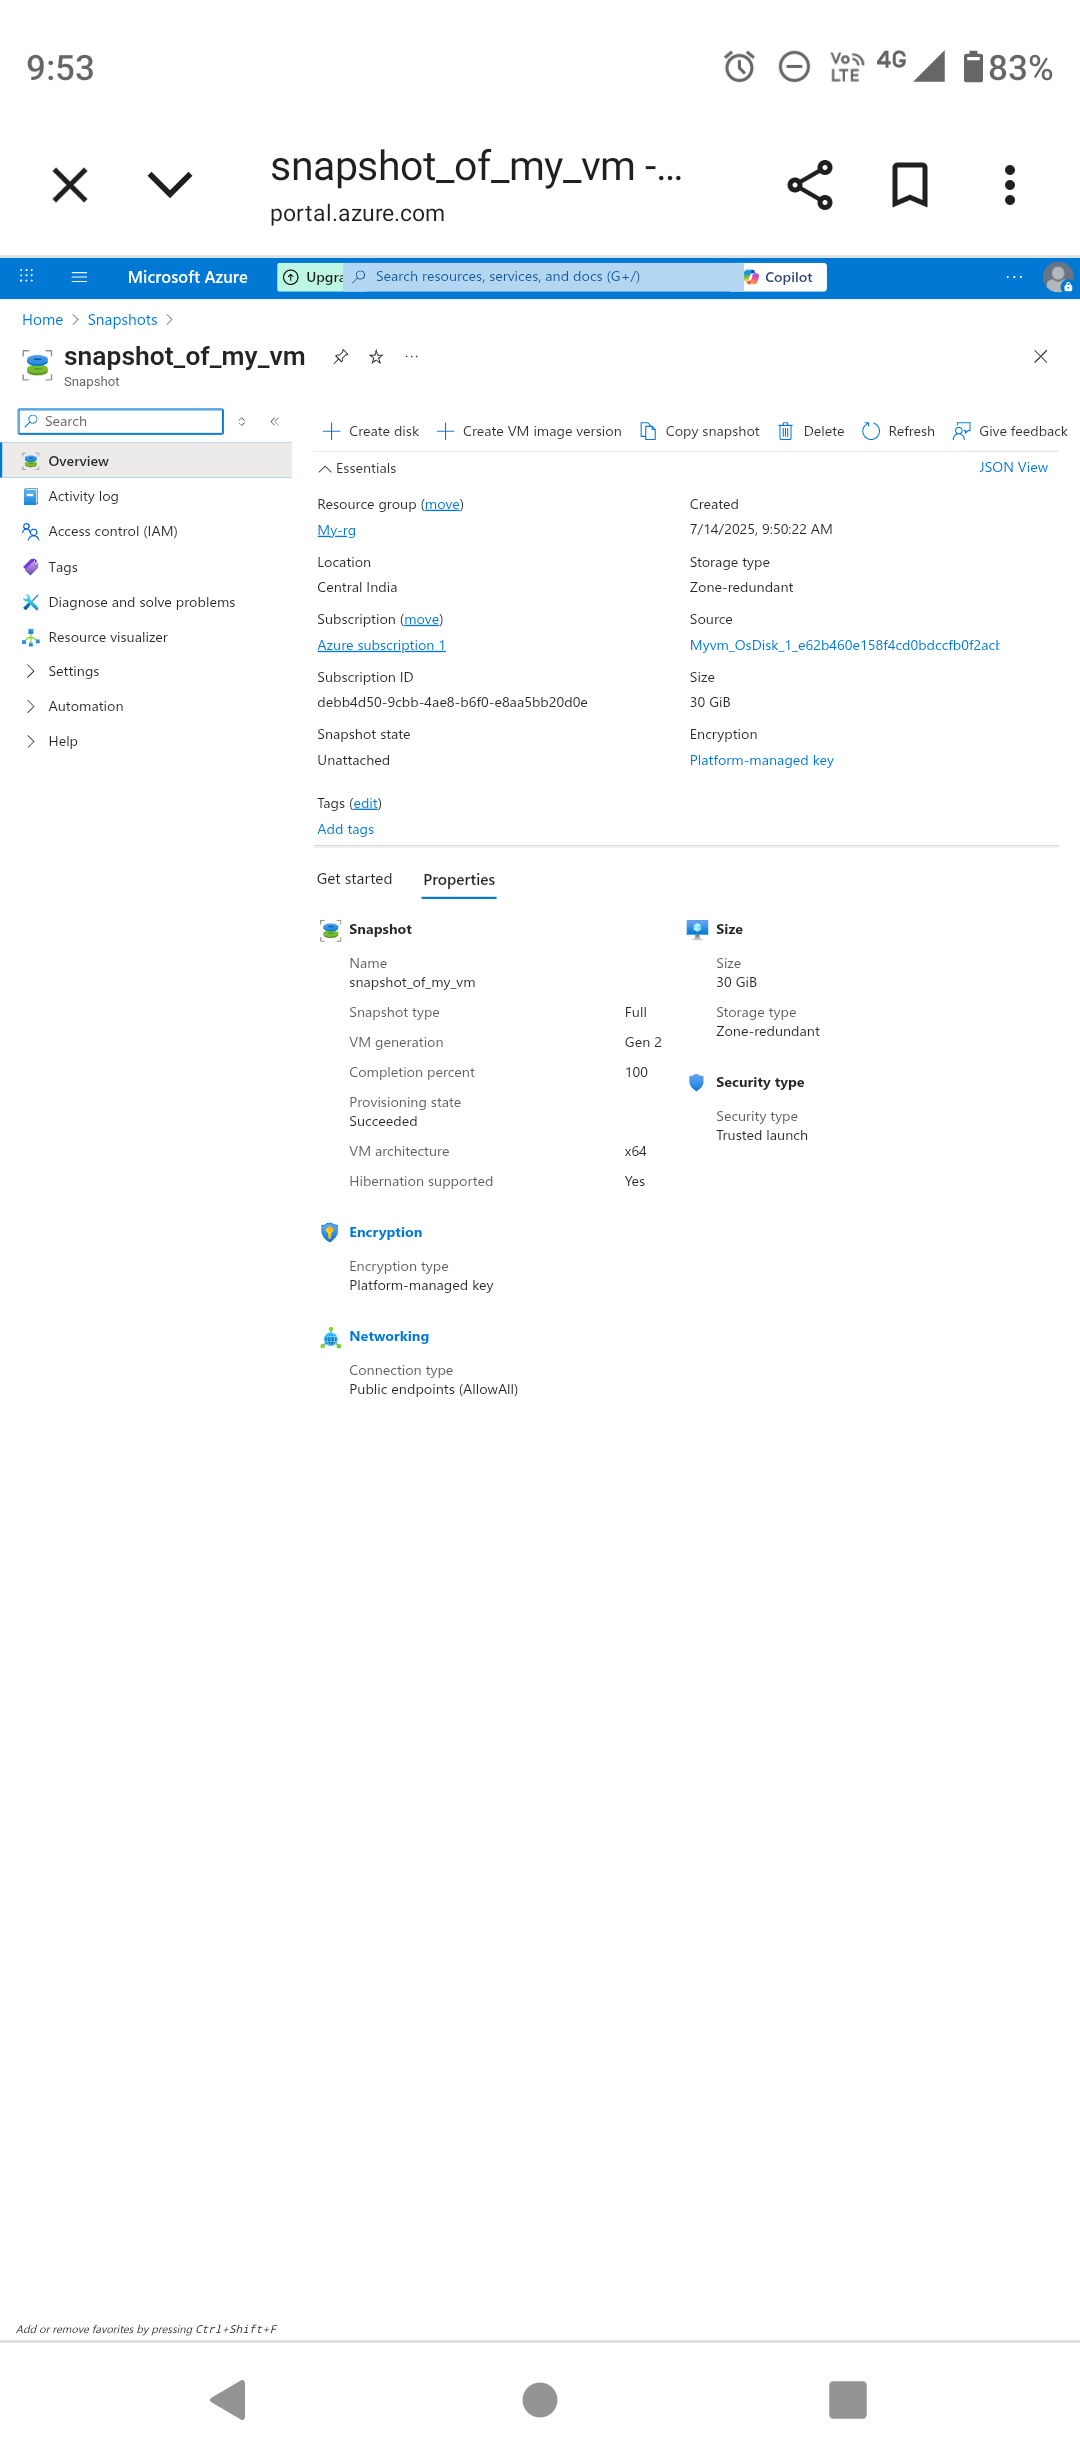 9:53
Vo LTE 4G 83%
snapshot_of_my_vm -...
portal.azure.com
Microsoft Azure
Upgra
Search resources, services, and docs (G+/)
Copilot
Home > Snapshots >
snapshot_of_my_vm
Snapshot
Search
Overview
Activity log
Access control (IAM)
Tags
Diagnose and solve problems
Resource visualizer
Settings
Automation
Help
Create disk
Create VM image version
Copy snapshot
Delete
Refresh
Give feedback
Essentials
JSON View
Resource group (move)
My-rg
Location
Central India
Subscription (move)
Azure subscription 1
Subscription ID
debb4d50-9cbb-4ae8-b6f0-e8aa5bb20d0e
Snapshot state
Unattached
Created
7/14/2025, 9:50:22 AM
Storage type
Zone-redundant
Source
Myvm_OsDisk_1_e62b460e158f4cd0bdccfb0f2act
Size
30 GiB
Encryption
Platform-managed key
Tags (edit)
Add tags
Get started
Properties
Snapshot
Name
snapshot_of_my_vm
Snapshot type Full
VM generation Gen 2
Completion percent 100
Provisioning state
Succeeded
VM architecture x64
Hibernation supported Yes
Encryption
Encryption type
Platform-managed key
Networking
Connection type
Public endpoints (AllowAll)
Size
Size
30 GiB
Storage type
Zone-redundant
Security type
Security type
Trusted launch
Add or remove favorites by pressing Ctrl+Shift+F